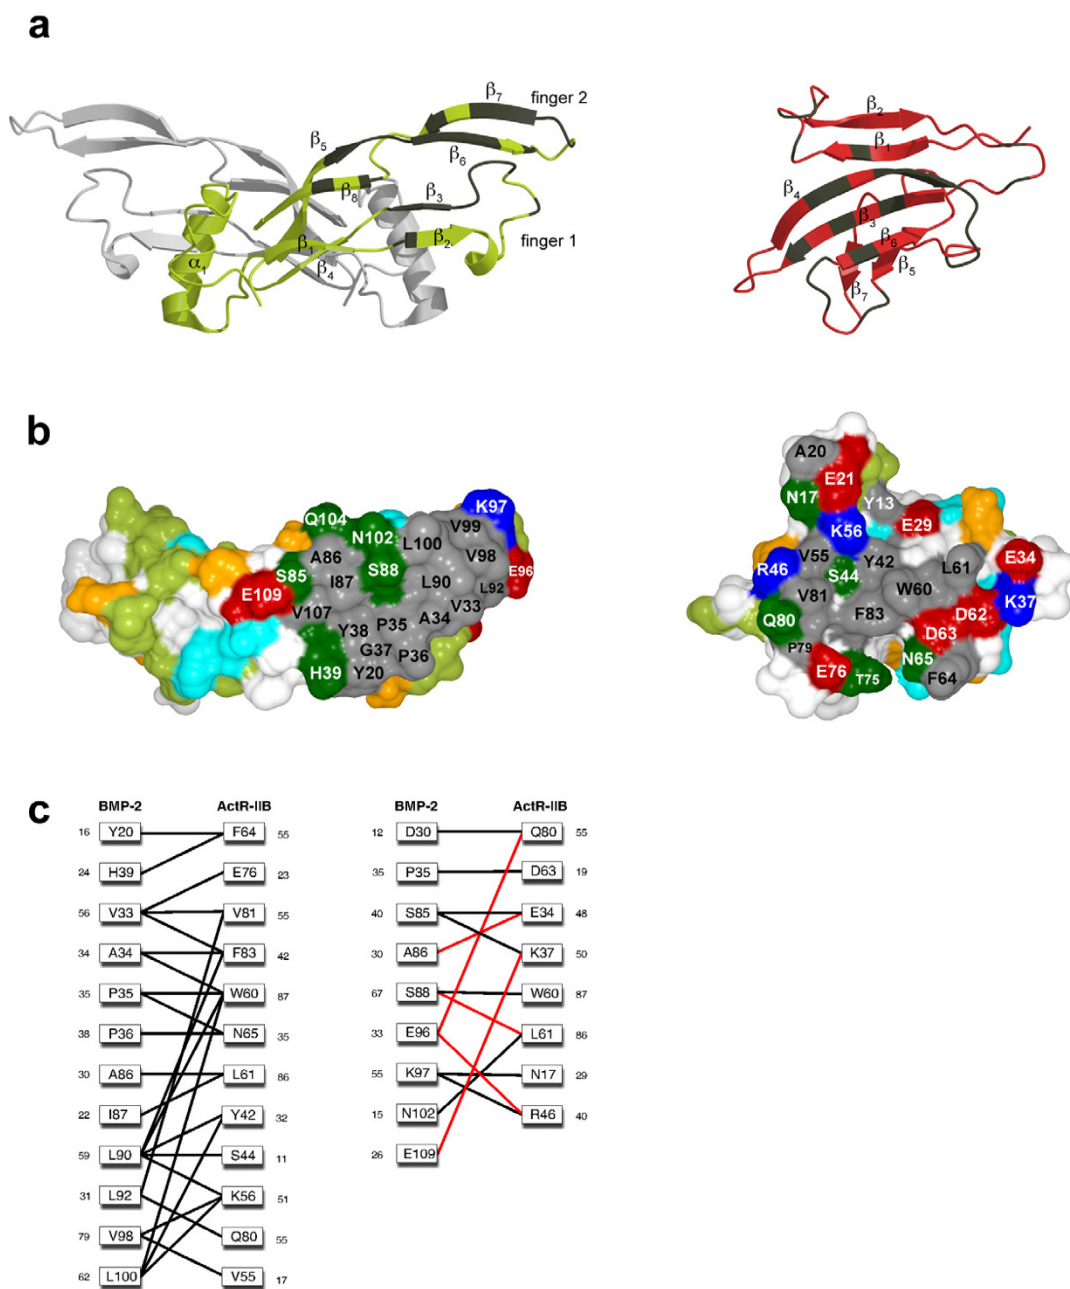 a
β7 finger 2
β5
β6
β8
β3
α1
β1
β4
β2
finger 1
β2
β1
β4
β3
β6
β5
β7
b
Q104
K97
N102
V99
L100
A86
V98
S85
I87
S88
E96
L90
L92
E109
V107
V33
A34
P35
Y38
G37
P36
H39
Y20
A20
E21
N17
Y13
K56
E29
V55
Y42
L61
E34
R46
S44
W60
K37
V81
F83
D62
Q80
D63
P79
N65
E76
T75
F64
c
BMP-2 ActR-IIB
16 Y20 F64 55
24 H39 E76 23
56 V33 V81 55
34 A34 F83 42
35 P35 W60 87
38 P36 N65 35
30 A86 L61 86
22 I87 Y42 32
59 L90 S44 11
31 L92 K56 51
79 V98 Q80 55
62 L100 V55 17
BMP-2 ActR-IIB
12 D30 Q80 55
35 P35 D63 19
40 S85 E34 48
30 A86 K37 50
67 S88 W60 87
33 E96 L61 86
55 K97 N17 29
15 N102 R46 40
26 E109